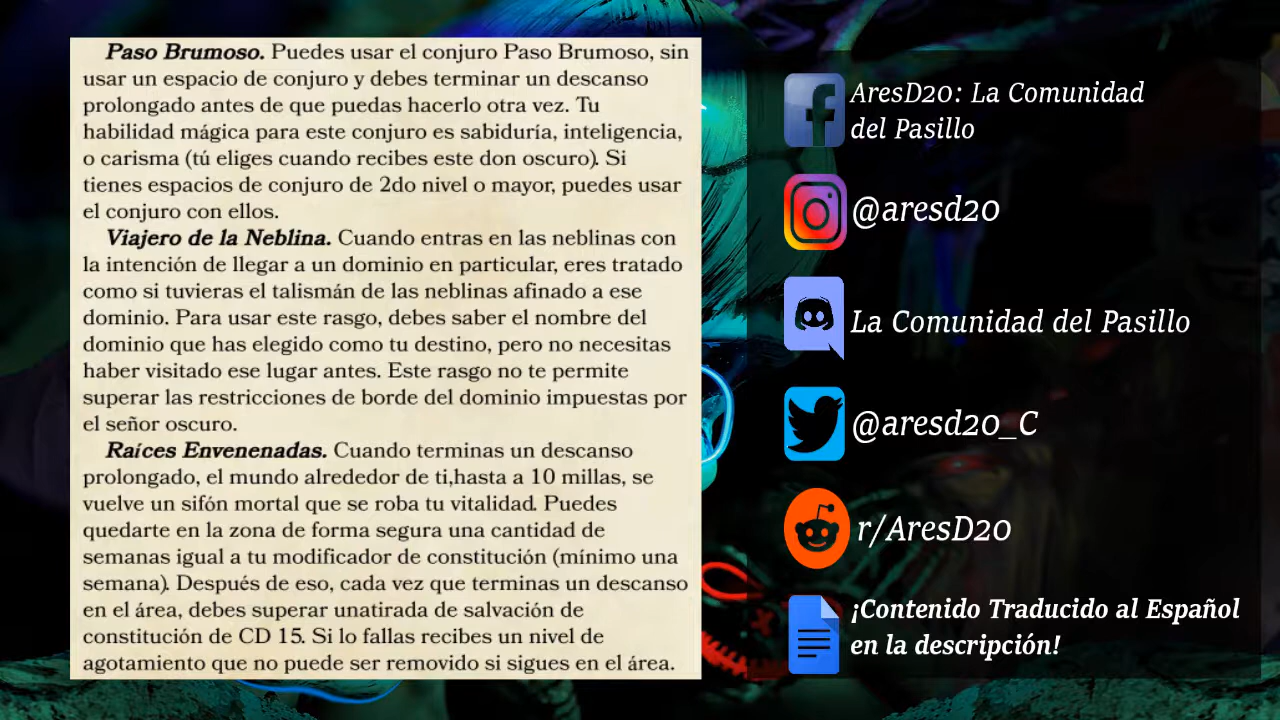 Paso Brumoso. Puedes usar el conjuro Paso Brumoso, sin
usar un espacio de conjuro y debes terminar un descanso
prolongado antes de que puedas hacerlo otra vez. Tu
habilidad mágica para este conjuro es sabiduría, inteligencia,
o carisma (tú eliges cuando recibes este don oscuro). Si
tienes espacios de conjuro de 2do nivel o mayor, puedes usar
el conjuro con ellos.
Viajero de la Neblina. Cuando entras en las neblinas con
la intención de llegar a un dominio en particular, eres tratado
como si tuvieras el talismán de las neblinas afinado a ese
dominio. Para usar este rasgo, debes saber el nombre del
dominio que has elegido como tu destino, pero no necesitas
haber visitado ese lugar antes. Este rasgo no te permite
superar las restricciones de borde del dominio impuestas por
el señor oscuro.
Raíces Envenenadas. Cuando terminas un descanso
prolongado, el mundo alrededor de ti,hasta a 10 millas, se
vuelve un sifón mortal que se roba tu vitalidad. Puedes
quedarte en la zona de forma segura una cantidad de
semanas igual a tu modificador de constitución (mínimo una
semana). Después de eso, cada vez que terminas un descanso
en el área, debes superar unatirada de salvación de
constitución de CD 15. Si lo fallas recibes un nivel de
agotamiento que no puede ser removido si sigues en el área.
AresD20: La Comunidad
del Pasillo
@aresd20
La Comunidad del Pasillo
@aresd20_C
r/AresD20
¡Contenido Traducido al Español
en la descripción!